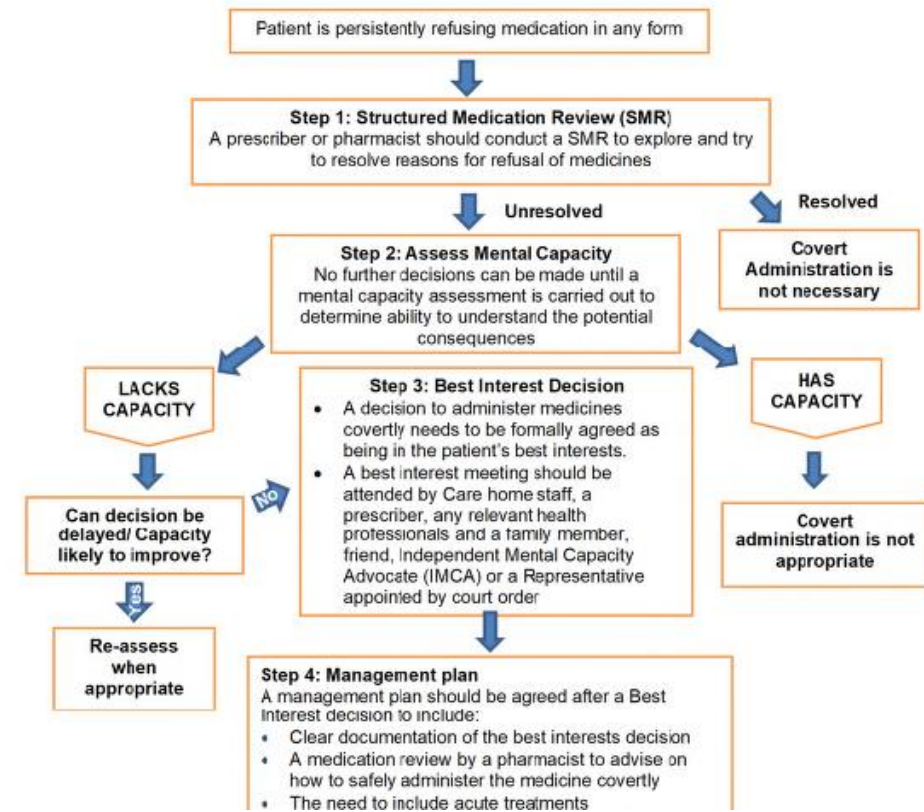 Patient is persistently refusing medication in any form
Step 1: Structured Medication Review (SMR)
A prescriber or pharmacist should conduct a SMR to explore and try
to resolve reasons for refusal of medicines
Unresolved
Resolved
Step 2: Assess Mental Capacity
No further decisions can be made until a
mental capacity assessment is carried out to
determine ability to understand the potential
consequences
Covert
Administration is
not necessary
LACKS
CAPACITY
HAS
CAPACITY
Step 3: Best Interest Decision
• A decision to administer medicines
covertly needs to be formally agreed as
being in the patient's best interests.
• A best interest meeting should be
attended by Care home staff, a
prescriber, any relevant health
professionals and a family member,
friend, Independent Mental Capacity
Advocate (IMCA) or a Representative
appointed by court order
No
Can decision be
delayed/ Capacity
likely to improve?
Covert
administration is not
appropriate
Yes
Re-assess
when
appropriate
Step 4: Management plan
A management plan should be agreed after a Best
Interest decision to include:
• Clear documentation of the best interests decision
• A medication review by a pharmacist to advise on
how to safely administer the medicine covertly
• The need to include acute treatments